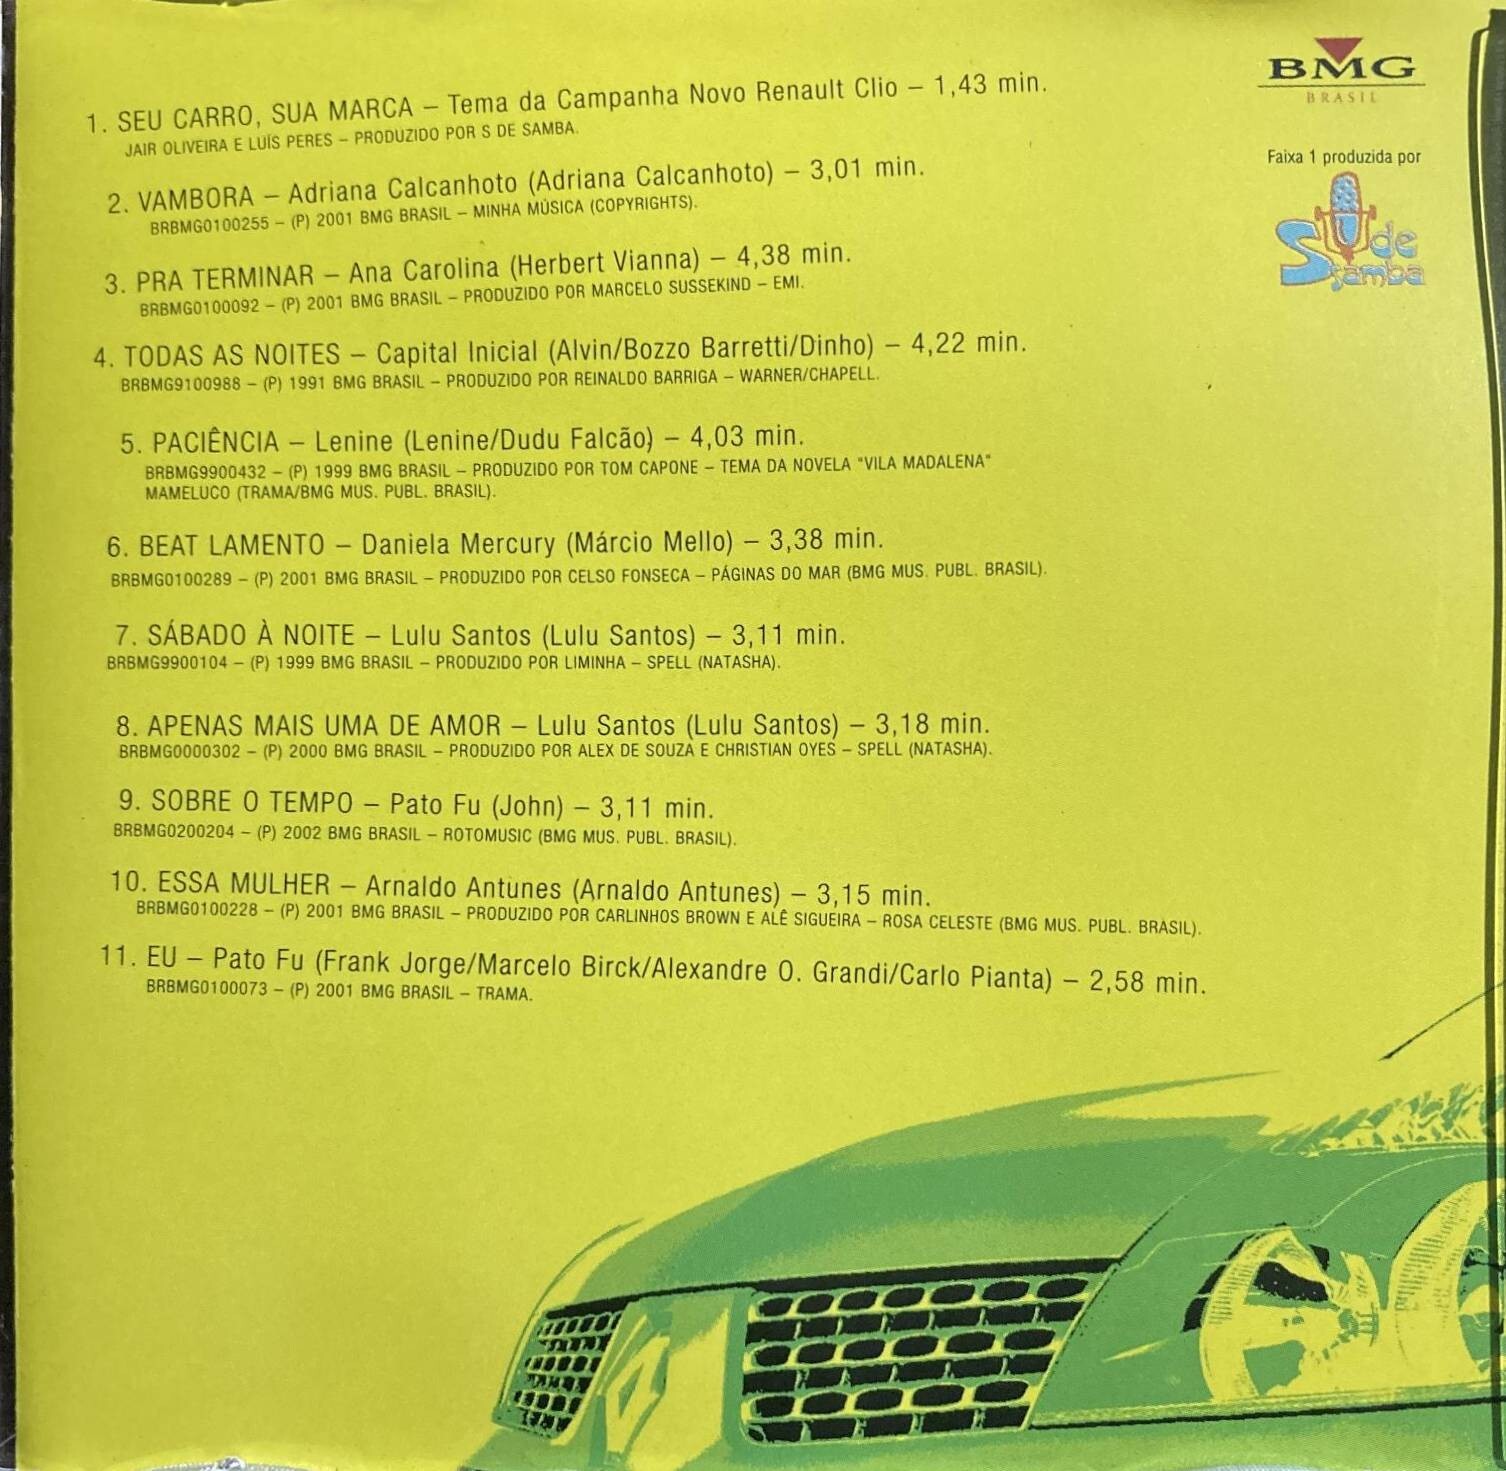 1. SEU CARRO, SUA MARCA – Tema da Campanha Novo Renault Clio – 1,43 min.
JAIR OLIVEIRA E LUÍS PERES – PRODUZIDO POR S DE SAMBA.
2. VAMBORA – Adriana Calcanhoto (Adriana Calcanhoto) – 3,01 min.
BRBMG0100255 – (P) 2001 BMG BRASIL – MINHA MÚSICA (COPYRIGHTS).
3. PRA TERMINAR – Ana Carolina (Herbert Vianna) – 4,38 min.
BRBMG0100092 – (P) 2001 BMG BRASIL – PRODUZIDO POR MARCELO SUSSEKIND – EMI.
4. TODAS AS NOITES – Capital Inicial (Alvin/Bozzo Barretti/Dinho) – 4,22 min.
BRBMG9100988 – (P) 1991 BMG BRASIL – PRODUZIDO POR REINALDO BARRIGA – WARNER/CHAPELL.
5. PACIÊNCIA – Lenine (Lenine/Dudu Falcão) – 4,03 min.
BRBMG9900432 – (P) 1999 BMG BRASIL – PRODUZIDO POR TOM CAPONE – TEMA DA NOVELA "VILA MADALENA"
MAMELUCO (TRAMA/BMG MUS. PUBL. BRASIL).
6. BEAT LAMENTO – Daniela Mercury (Márcio Mello) – 3,38 min.
BRBMG0100289 – (P) 2001 BMG BRASIL – PRODUZIDO POR CELSO FONSECA – PÁGINAS DO MAR (BMG MUS. PUBL. BRASIL).
7. SÁBADO À NOITE – Lulu Santos (Lulu Santos) – 3,11 min.
BRBMG9900104 – (P) 1999 BMG BRASIL – PRODUZIDO POR LIMINHA – SPELL (NATASHA).
8. APENAS MAIS UMA DE AMOR – Lulu Santos (Lulu Santos) – 3,18 min.
BRBMG0000302 – (P) 2000 BMG BRASIL – PRODUZIDO POR ALEX DE SOUZA E CHRISTIAN OYES – SPELL (NATASHA).
9. SOBRE O TEMPO – Pato Fu (John) – 3,11 min.
BRBMG0200204 – (P) 2002 BMG BRASIL – ROTOMUSIC (BMG MUS. PUBL. BRASIL).
10. ESSA MULHER – Arnaldo Antunes (Arnaldo Antunes) – 3,15 min.
BRBMG0100228 – (P) 2001 BMG BRASIL – PRODUZIDO POR CARLINHOS BROWN E ALÊ SIGUEIRA – ROSA CELESTE (BMG MUS. PUBL. BRASIL).
11. EU – Pato Fu (Frank Jorge/Marcelo Birck/Alexandre O. Grandi/Carlo Pianta) – 2,58 min.
BRBMG0100073 – (P) 2001 BMG BRASIL – TRAMA.
BMG
BRASIL
Faixa 1 produzida por
S de
samba